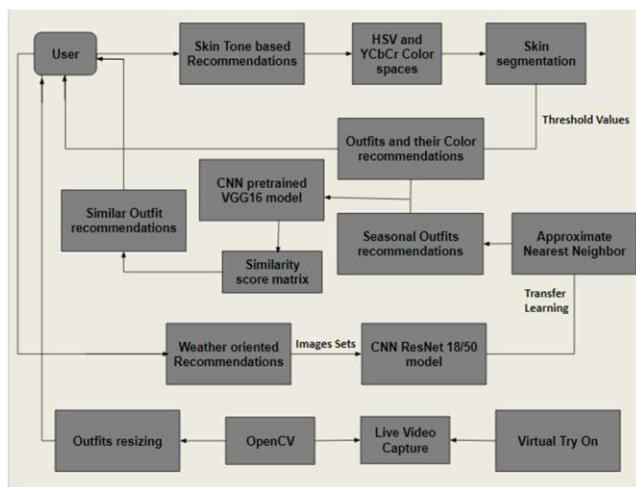 User
Skin Tone based
Recommendations
HSV and
YCbCr Color
spaces
Skin
segmentation
Threshold Values
Outfits and their Color
recommendations
CNN pretrained
VGG16 model
Similar Outfit
recommendations
Similarity
score matrix
Seasonal Outfits
recommendations
Approximate
Nearest Neighbor
Transfer
Learning
Weather oriented
Recommendations
Images Sets
CNN ResNet 18/50
model
Outfits resizing
OpenCV
Live Video
Capture
Virtual Try On